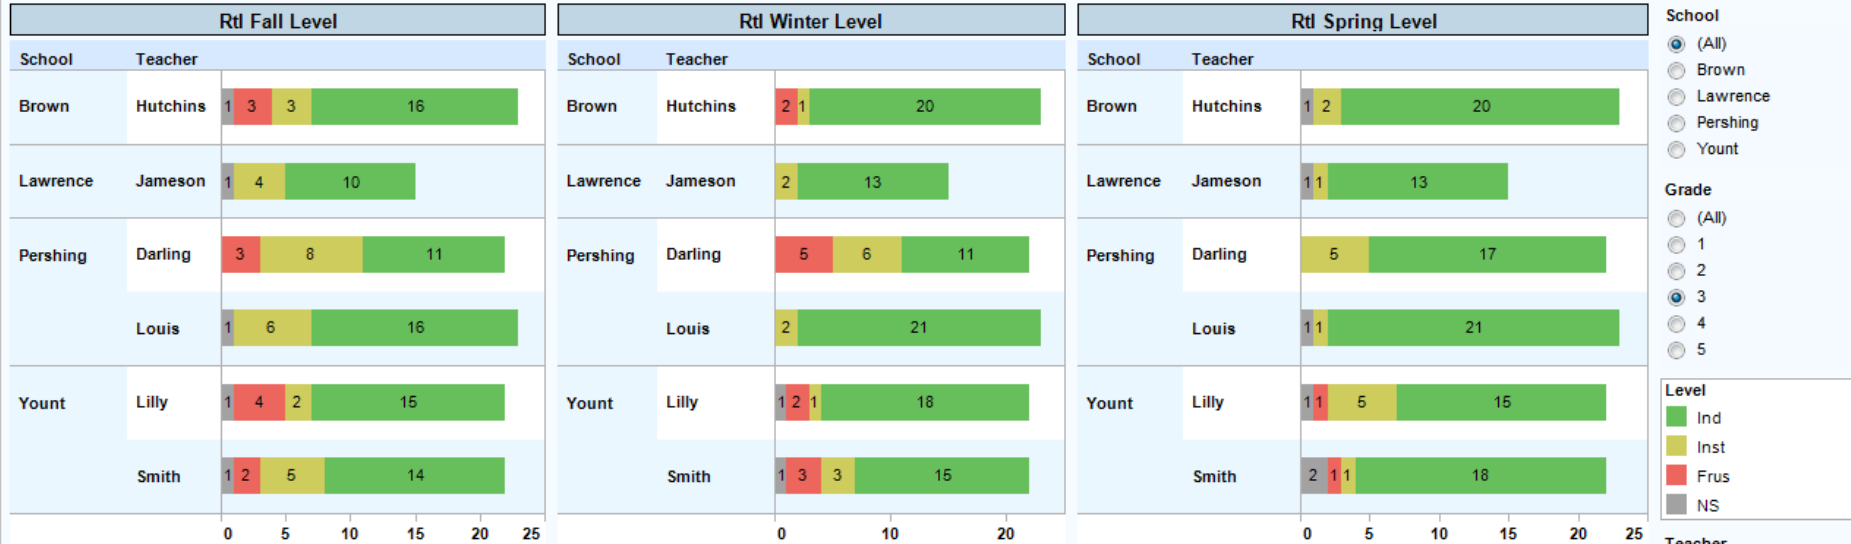 RtI Fall Level
School Teacher
Brown Hutchins 1 3 3 16
Lawrence Jameson 1 4 10
Pershing Darling 3 8 11
Louis 1 6 16
Yount Lilly 1 4 2 15
Smith 1 2 5 14
0 5 10 15 20 25
RtI Winter Level
School Teacher
Brown Hutchins 2 1 20
Lawrence Jameson 2 13
Pershing Darling 5 6 11
Louis 2 21
Yount Lilly 1 2 1 18
Smith 1 3 3 15
0 10 20
RtI Spring Level
School Teacher
Brown Hutchins 1 2 20
Lawrence Jameson 1 1 13
Pershing Darling 5 17
Louis 1 1 21
Yount Lilly 1 1 5 15
Smith 2 1 1 18
0 5 10 15 20 25
School
(All)
Brown
Lawrence
Pershing
Yount
Grade
(All)
1
2
3
4
5
Level
Ind
Inst
Frus
NS
Teacher